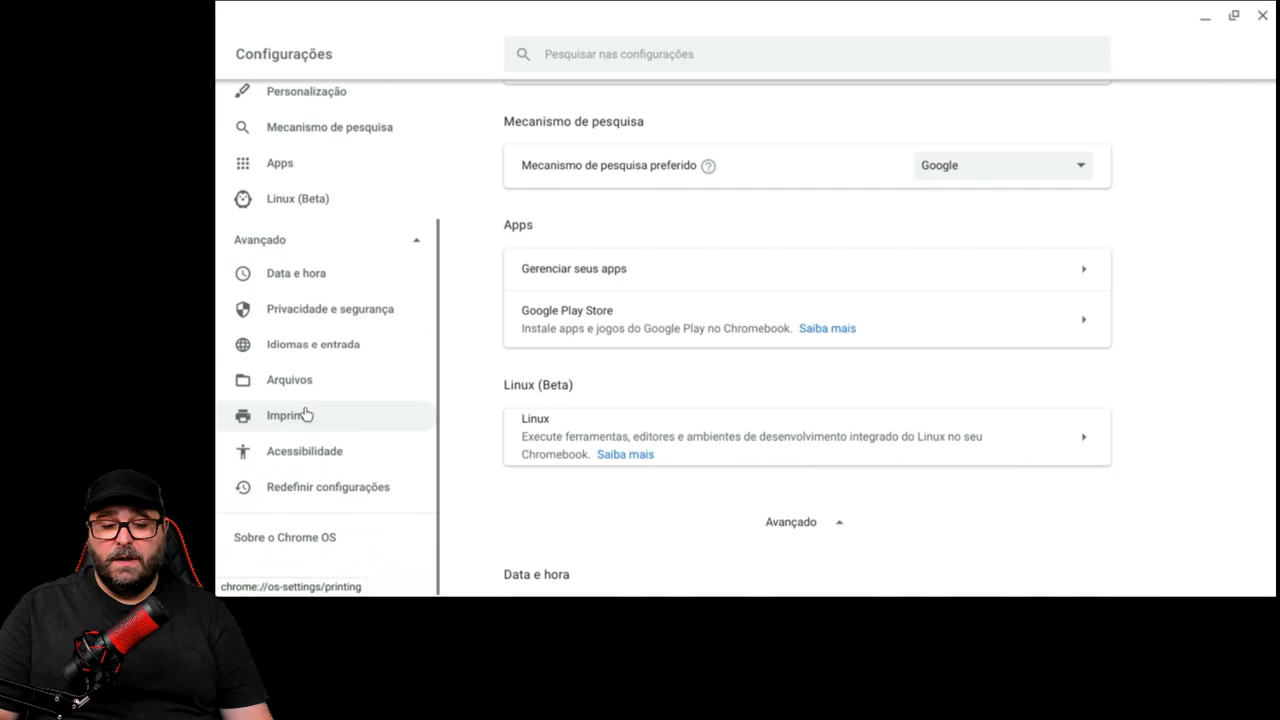 Configurações
Pesquisar nas configurações
Personalização
Mecanismo de pesquisa
Apps
Linux (Beta)
Avançado
Data e hora
Privacidade e segurança
Idiomas e entrada
Arquivos
Acessibilidade
Redefinir configurações
Sobre o Chrome OS
chrome://os-settings/printing
Mecanismo de pesquisa
Mecanismo de pesquisa preferido
Google
Apps
Gerenciar seus apps
Google Play Store
Instale apps e jogos do Google Play no Chromebook. Saiba mais
Linux (Beta)
Linux
Execute ferramentas, editores e ambientes de desenvolvimento integrado do Linux no seu
Chromebook. Saiba mais
Avançado
Data e hora